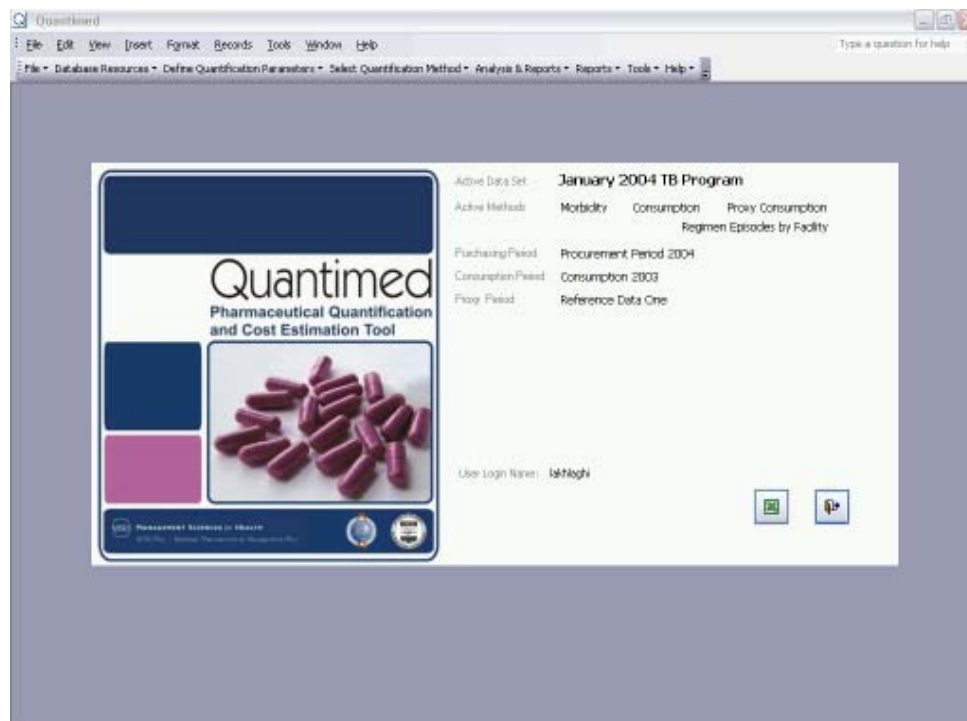 Quantimed
File Edit View Insert Format Records Tools Window Help Type a question for help
File Database Resources Define Quantification Parameters Select Quantification Method Analysis & Reports Reports Tools Help
Active Data Set January 2004 TB Program
Active Methods Morbidity Consumption Proxy Consumption
Regimen Episodes by Facility
Purchasing Period Procurement Period 2004
Consumption Period Consumption 2003
Proxy Period Reference Data One
Quantimed
Pharmaceutical Quantification
and Cost Estimation Tool
User Login Name: lakhleghi
Management Sciences for Health